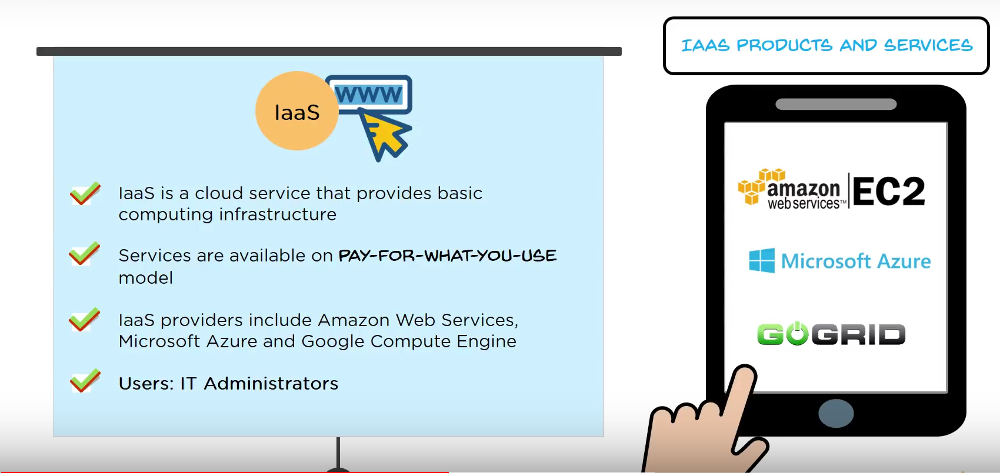 IAAS PRODUCTS AND SERVICES
IaaS
WWW
IaaS is a cloud service that provides basic
computing infrastructure
Services are available on PAY-FOR-WHAT-YOU-USE
model
IaaS providers include Amazon Web Services,
Microsoft Azure and Google Compute Engine
Users: IT Administrators
amazon
webservices™
EC2
Microsoft Azure
GOGRID